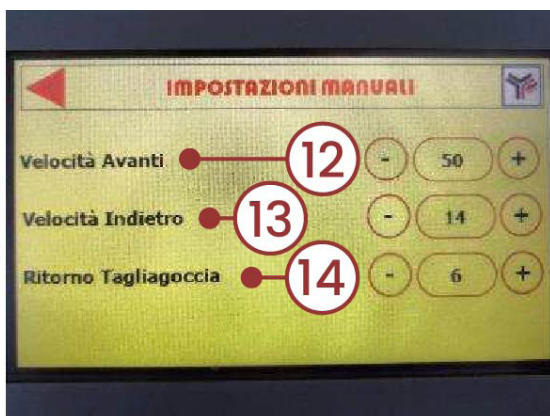 IMPOSTAZIONI MANUALI
Velocità Avanti 12 - 50 +
Velocità Indietro 13 - 14 +
Ritorno Tagliagoccia 14 - 6 +